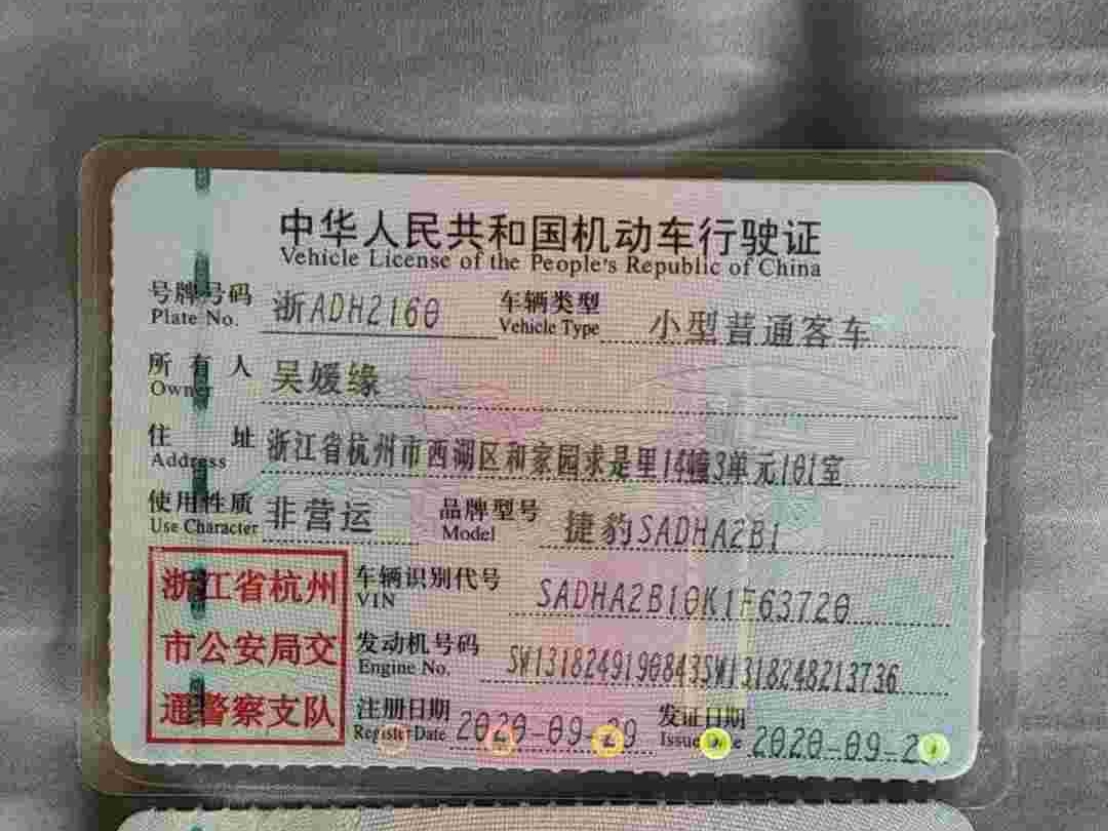 中华人民共和国机动车行驶证
Vehicle License of the People's Republic of China
号牌号码 浙ADH2160 车辆类型 小型普通客车
Plate No. Vehicle Type
所有人 吴媛缘
Owner
住址 浙江省杭州市西湖区和家园求是里14幢3单元101室
Address
使用性质 非营运 品牌型号 捷豹SADHA2B1
Use Character Model
浙江省杭州
市公安局交
通警察支队
车辆识别代号 SADHA2B10K1F63720
VIN
发动机号码 SW1318249190843SW1318248213736
Engine No.
注册日期 2020-09-29 发证日期 2020-09-2
Register Date Issue Date